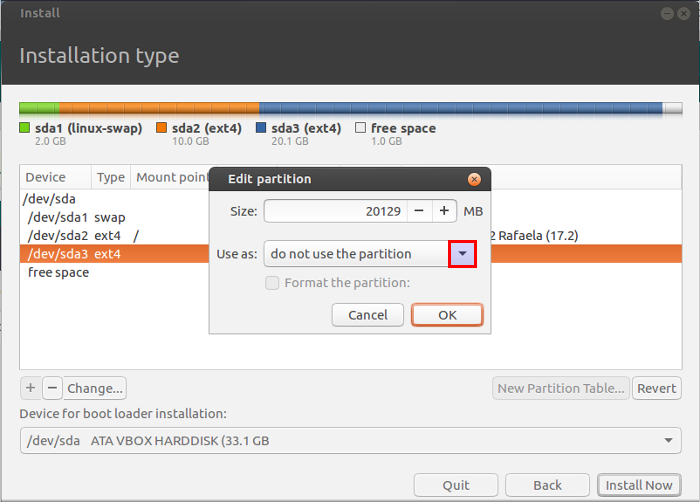 Install
Installation type
sda1 (linux-swap) sda2 (ext4) sda3 (ext4) free space
2.0 GB 10.0 GB 20.1 GB 1.0 GB
Device Type Mount point
Edit partition
/dev/sda
Size: 20129 − + MB
/dev/sda1 swap
/dev/sda2 ext4 / 2 Rafaela (17.2)
/dev/sda3 ext4
Use as: do not use the partition
free space
Format the partition:
Cancel OK
+ − Change... New Partition Table... Revert
Device for boot loader installation:
/dev/sda ATA VBOX HARDDISK (33.1 GB
Quit Back Install Now